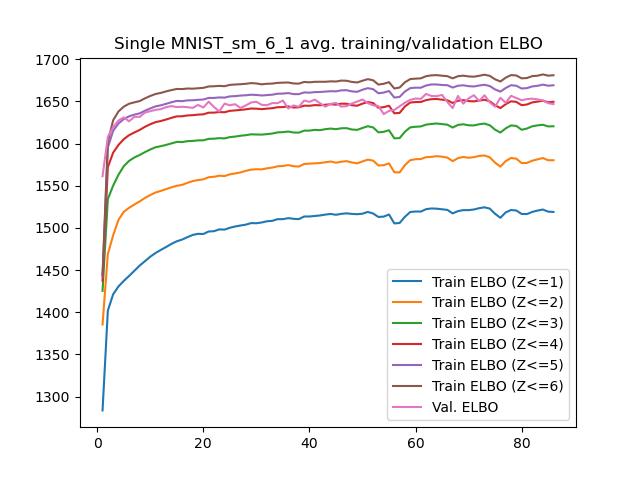 Single MNIST_sm_6_1 avg. training/validation ELBO
1700
1650
1600
1550
1500
1450
1400
1350
1300
0
20
40
60
80
Train ELBO (Z<=1)
Train ELBO (Z<=2)
Train ELBO (Z<=3)
Train ELBO (Z<=4)
Train ELBO (Z<=5)
Train ELBO (Z<=6)
Val. ELBO